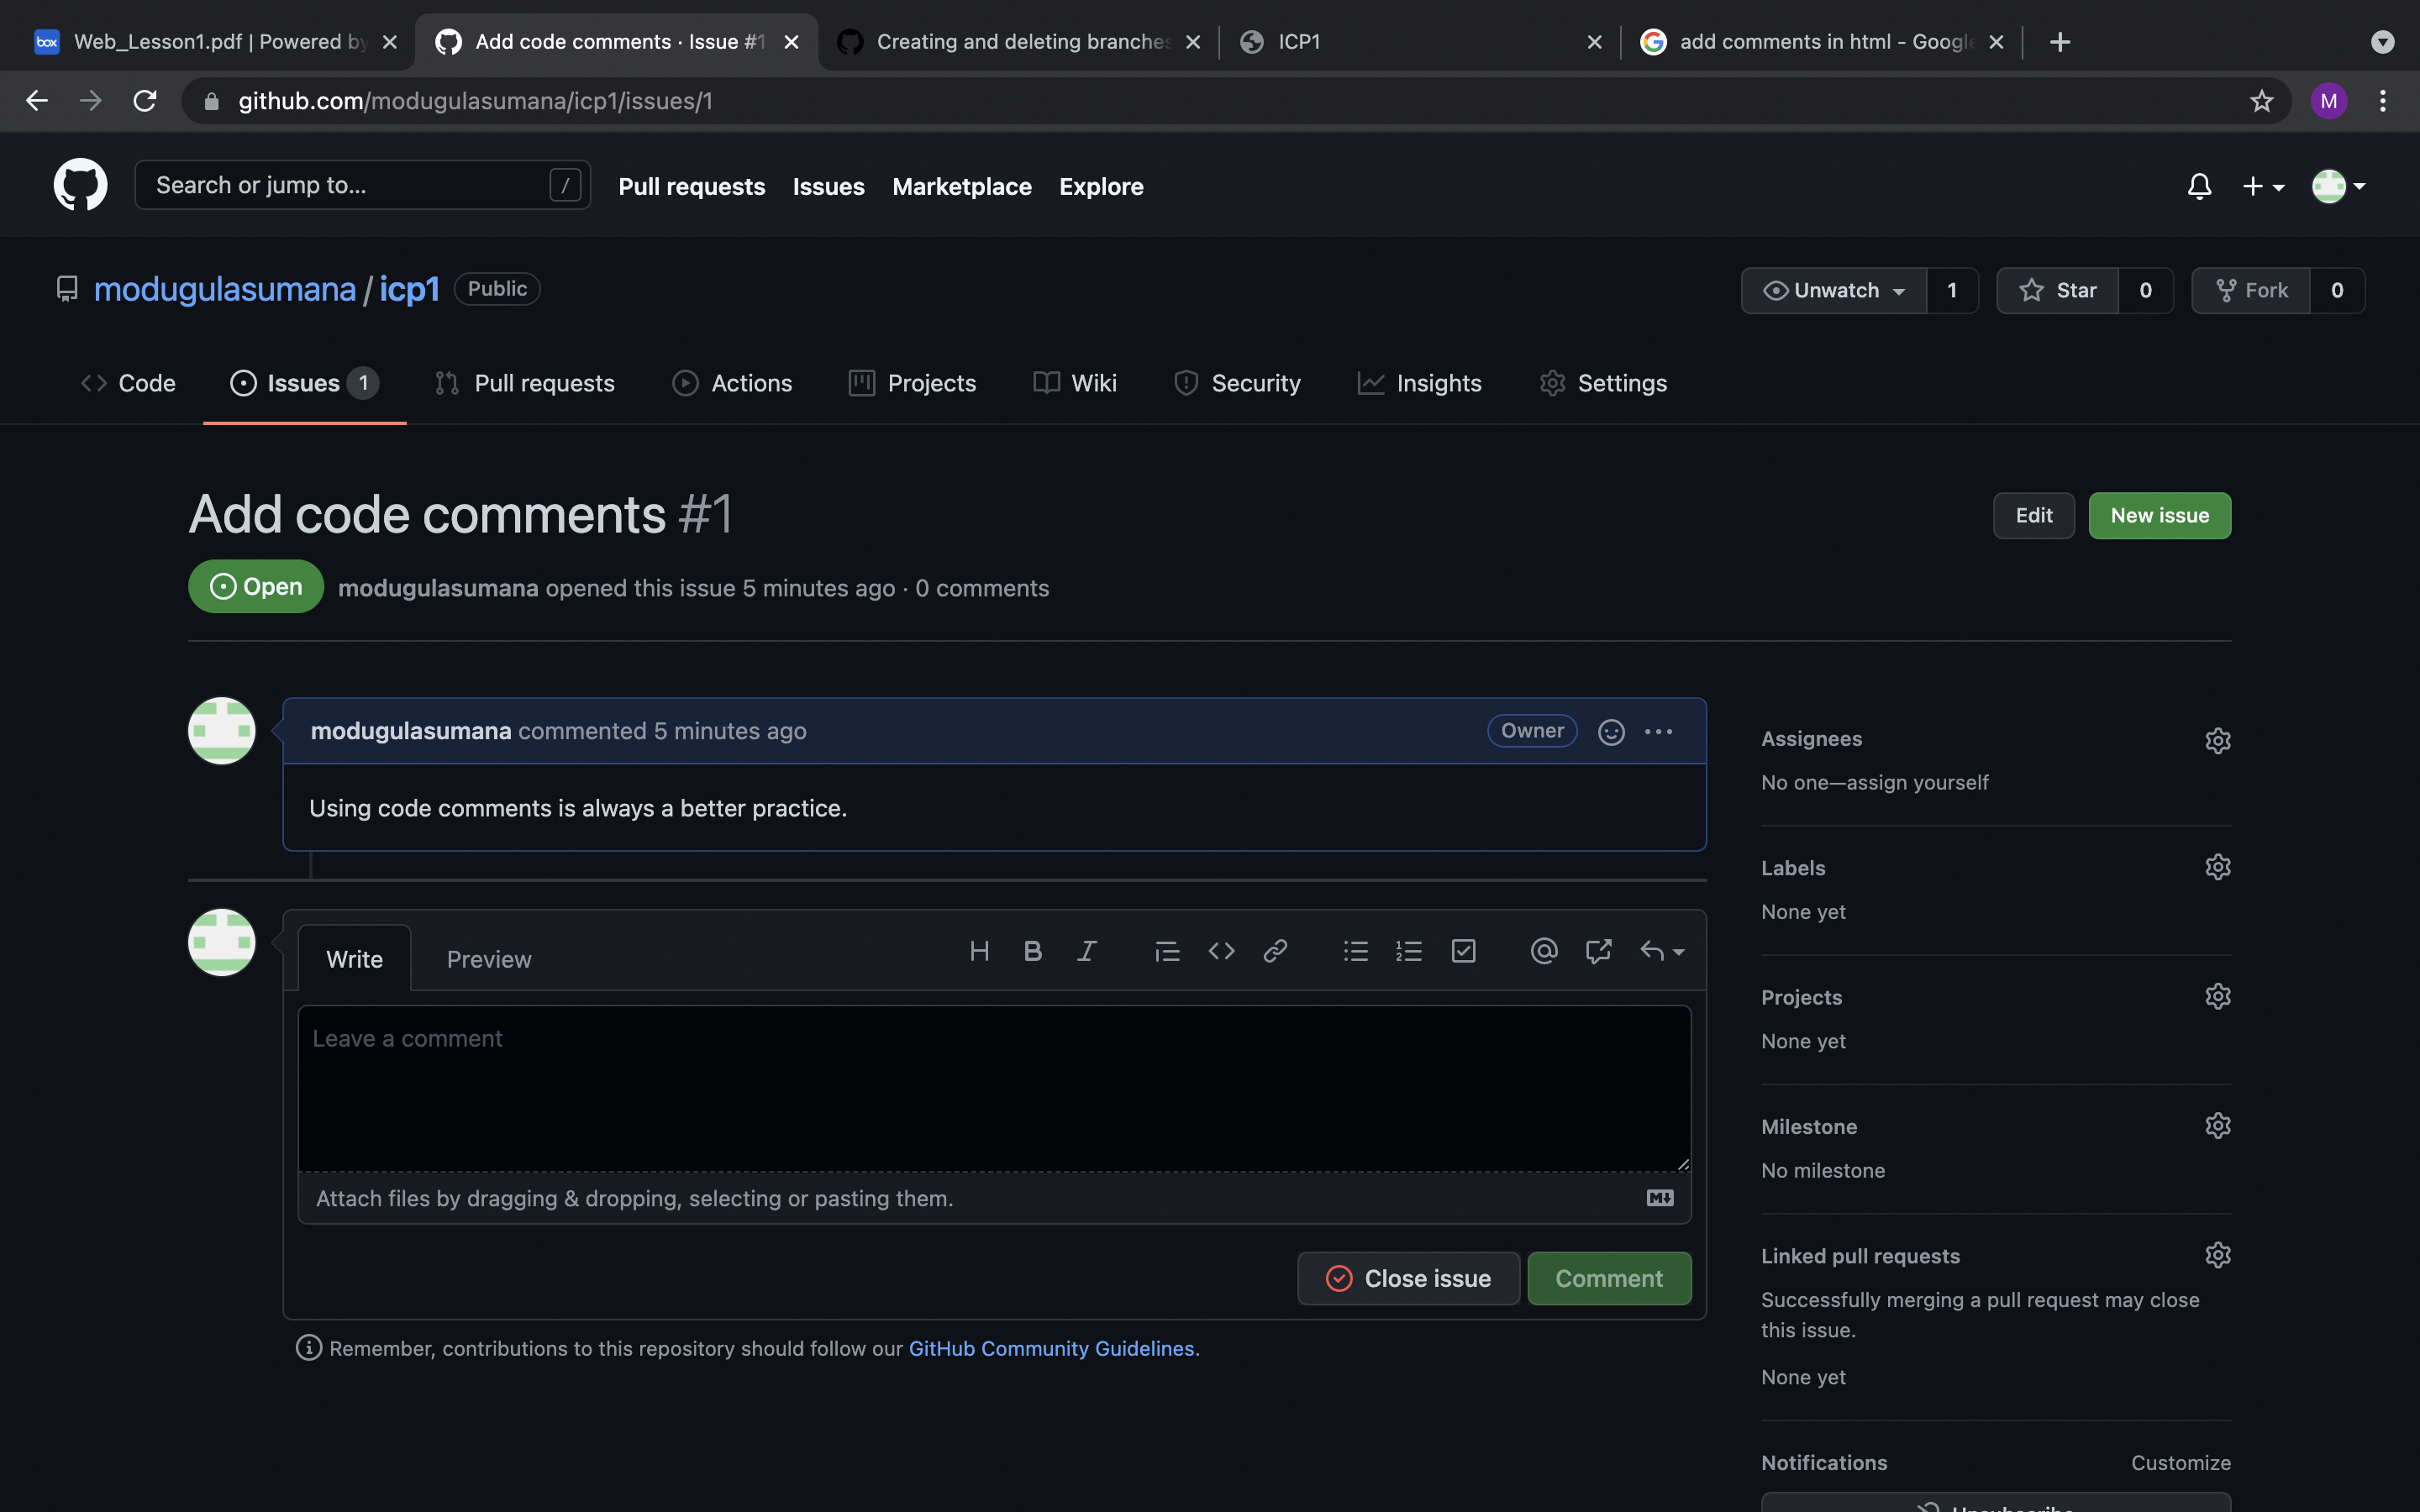 box Web_Lesson1.pdf | Powered by
Add code comments · Issue #1
Creating and deleting branches
ICP1
add comments in html - Google
github.com/modugulasumana/icp1/issues/1
M
Search or jump to...
/
Pull requests
Issues
Marketplace
Explore
modugulasumana / icp1
Public
Unwatch
1
Star
0
Fork
0
Code
Issues 1
Pull requests
Actions
Projects
Wiki
Security
Insights
Settings
Add code comments #1
Edit
New issue
Open
modugulasumana opened this issue 5 minutes ago · 0 comments
modugulasumana commented 5 minutes ago
Owner
Using code comments is always a better practice.
Write
Preview
Leave a comment
Attach files by dragging & dropping, selecting or pasting them.
Close issue
Comment
Remember, contributions to this repository should follow our GitHub Community Guidelines.
Assignees
No one—assign yourself
Labels
None yet
Projects
None yet
Milestone
No milestone
Linked pull requests
Successfully merging a pull request may close
this issue.
None yet
Notifications
Customize
Unsubscribe